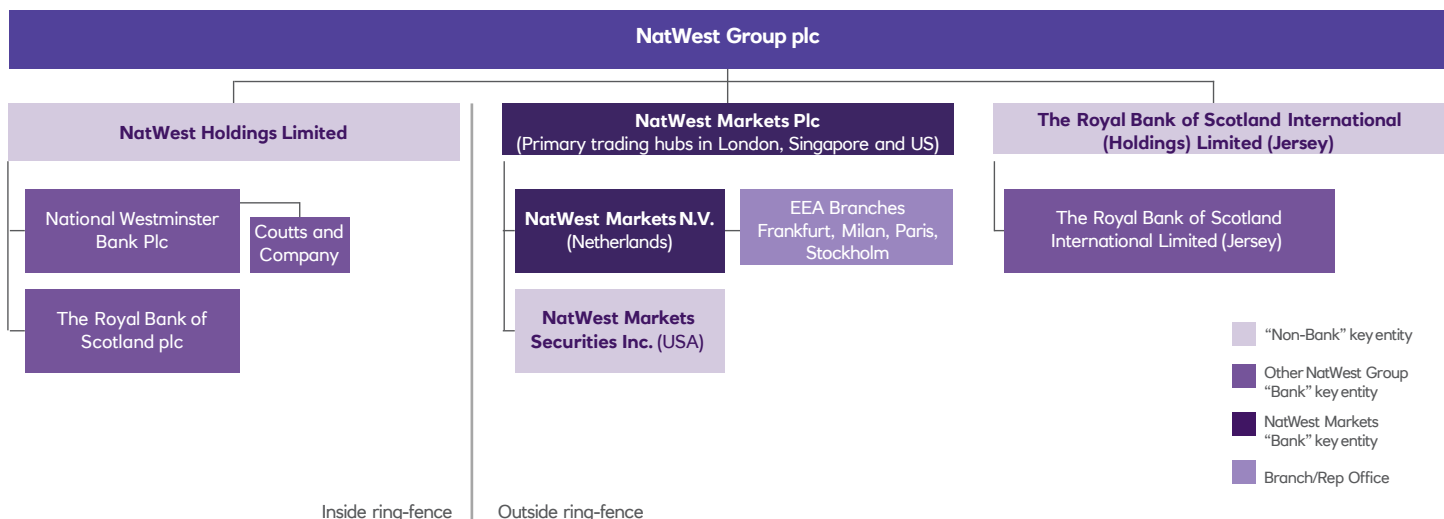 NatWest Group plc
NatWest Holdings Limited
National Westminster
Bank Plc
Coutts and
Company
The Royal Bank of
Scotland plc
NatWest Markets Plc
(Primary trading hubs in London, Singapore and US)
NatWest Markets N.V.
(Netherlands)
EEA Branches
Frankfurt, Milan, Paris,
Stockholm
NatWest Markets
Securities Inc. (USA)
The Royal Bank of Scotland International
(Holdings) Limited (Jersey)
The Royal Bank of Scotland
International Limited (Jersey)
“Non-Bank” key entity
Other NatWest Group
“Bank” key entity
NatWest Markets
“Bank” key entity
Branch/Rep Office
Inside ring-fence
Outside ring-fence